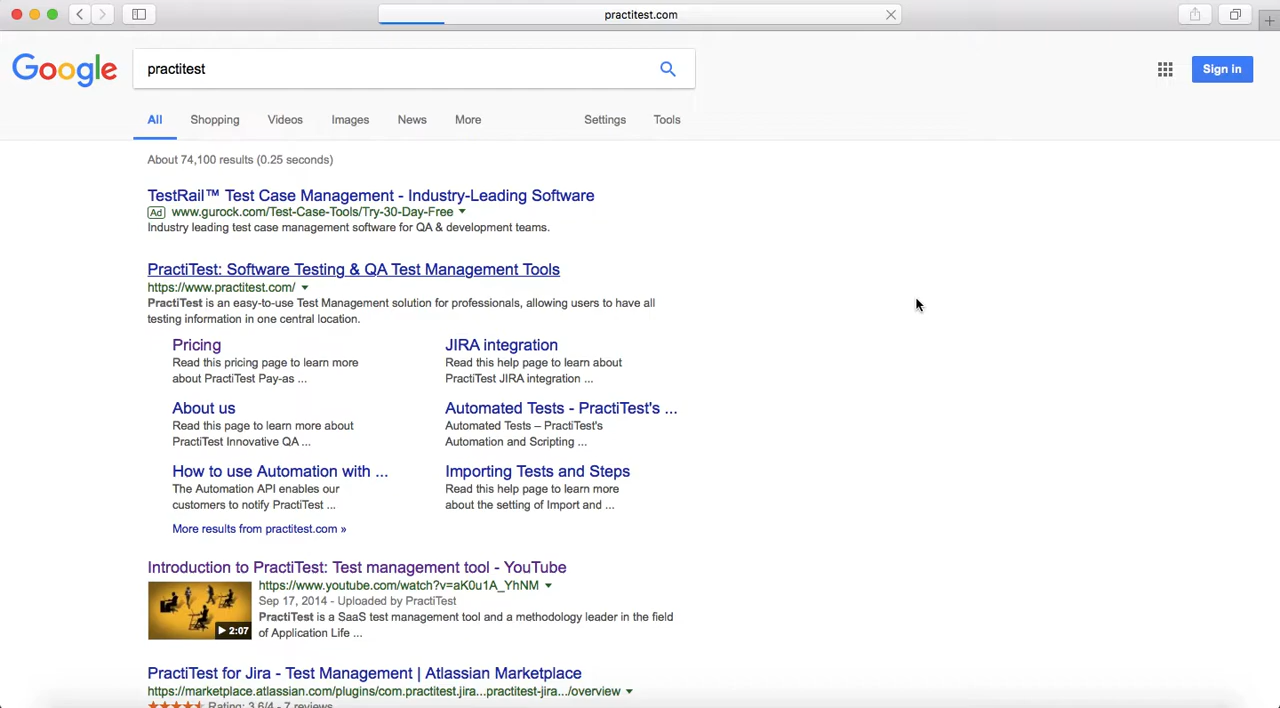 practitest.com
Google
practitest
Sign in
All Shopping Videos Images News More Settings Tools
About 74,100 results (0.25 seconds)
TestRail™ Test Case Management - Industry-Leading Software
Ad www.gurock.com/Test-Case-Tools/Try-30-Day-Free
Industry leading test case management software for QA & development teams.
PractiTest: Software Testing & QA Test Management Tools
https://www.practitest.com/
PractiTest is an easy-to-use Test Management solution for professionals, allowing users to have all
testing information in one central location.
Pricing
Read this pricing page to learn more
about PractiTest Pay-as ...
JIRA integration
Read this help page to learn about
PractiTest JIRA integration ...
About us
Read this page to learn more about
PractiTest Innovative QA ...
Automated Tests - PractiTest's ...
Automated Tests – PractiTest's
Automation and Scripting ...
How to use Automation with ...
The Automation API enables our
customers to notify PractiTest ...
Importing Tests and Steps
Read this help page to learn more
about the setting of Import and ...
More results from practitest.com »
Introduction to PractiTest: Test management tool - YouTube
https://www.youtube.com/watch?v=aK0u1A_YhNM
Sep 17, 2014 - Uploaded by PractiTest
PractiTest is a SaaS test management tool and a methodology leader in the field
of Application Life ...
2:07
PractiTest for Jira - Test Management | Atlassian Marketplace
https://marketplace.atlassian.com/plugins/com.practitest.jira...practitest-jira.../overview
Rating: 3.6/4 - 7 reviews